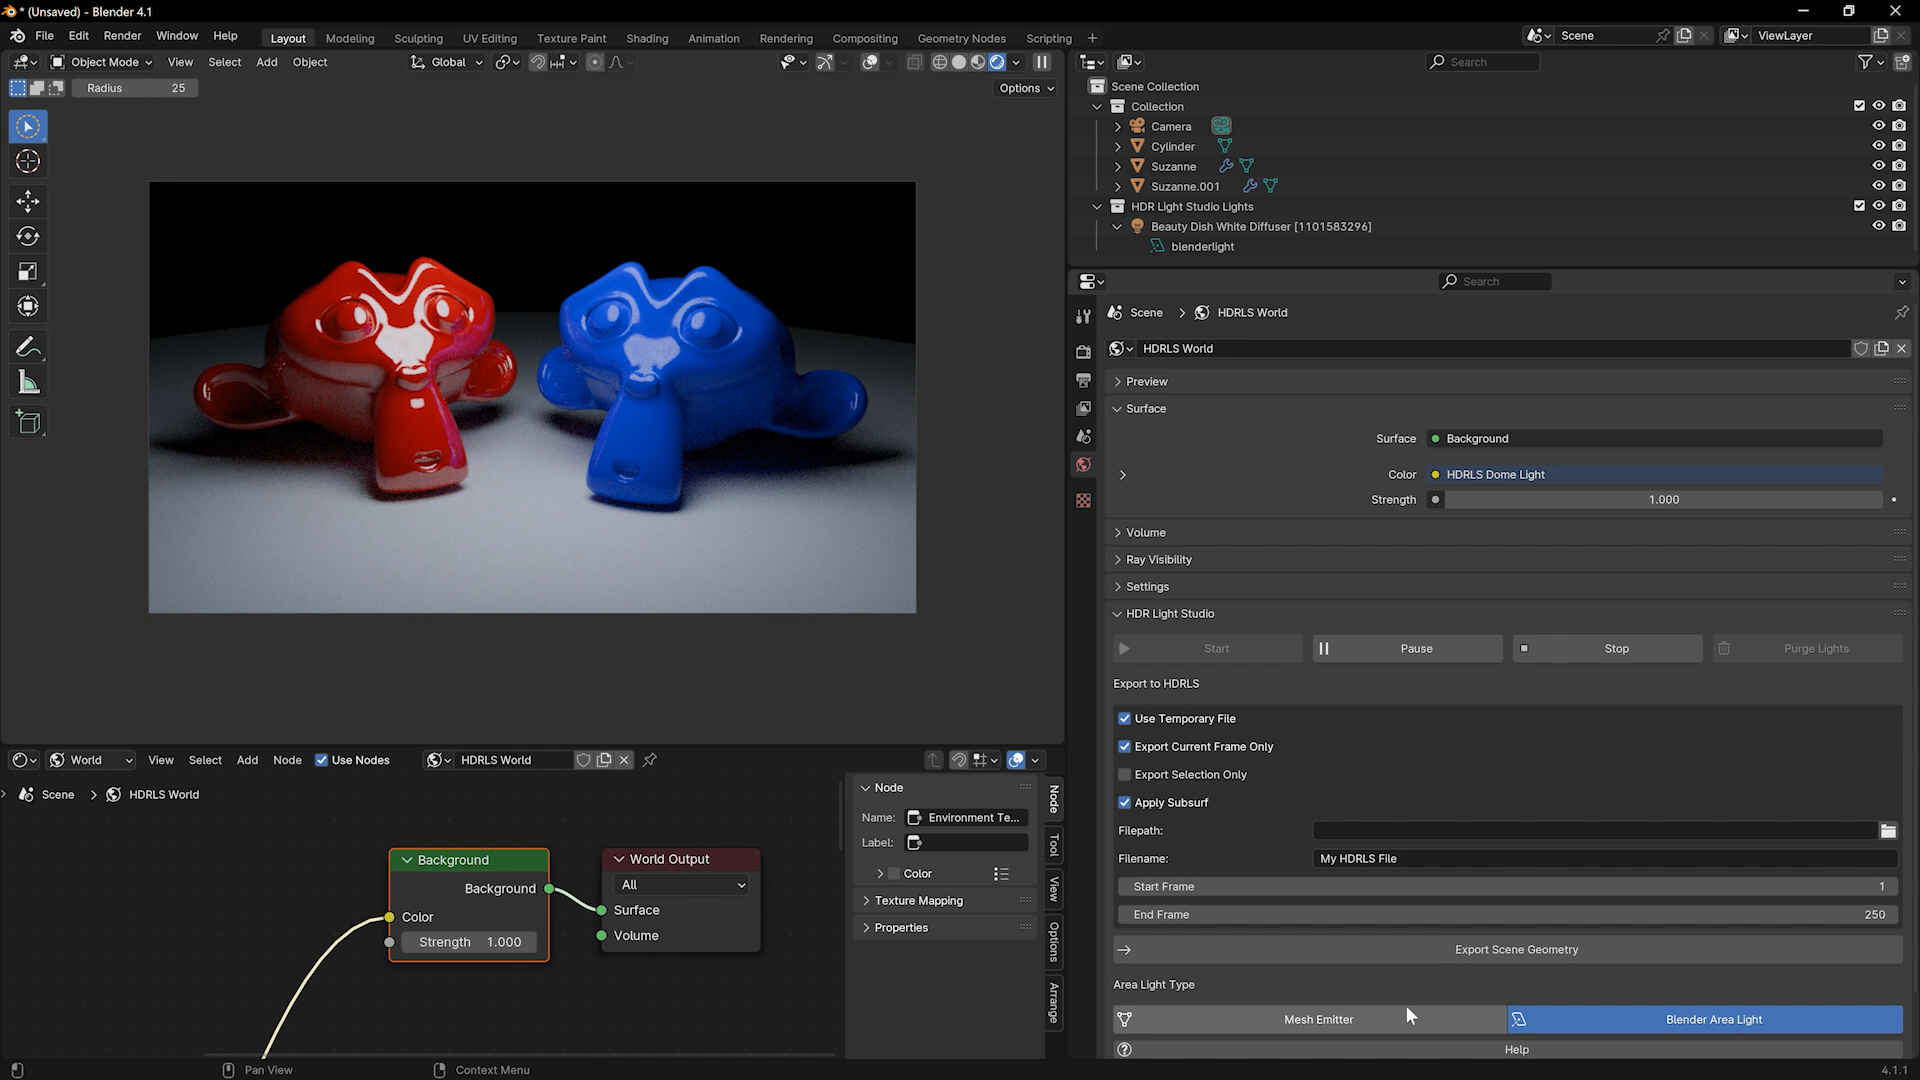 * (Unsaved) - Blender 4.1
File Edit Render Window Help Layout Modeling Sculpting UV Editing Texture Paint Shading Animation Rendering Compositing Geometry Nodes Scripting + Scene ViewLayer
Object Mode View Select Add Object Global
Radius 25 Options
Search
Scene Collection
Collection
Camera
Cylinder
Suzanne
Suzanne.001
HDR Light Studio Lights
Beauty Dish White Diffuser [1101583296]
blenderlight
Search
Scene HDRLS World
HDRLS World
Preview
Surface
Surface Background
Color HDRLS Dome Light
Strength 1.000
Volume
Ray Visibility
Settings
HDR Light Studio
Start Pause Stop Purge Lights
Export to HDRLS
Use Temporary File
Export Current Frame Only
Export Selection Only
Apply Subsurf
Filepath:
Filename: My HDRLS File
Start Frame 1
End Frame 250
Export Scene Geometry
Area Light Type
Mesh Emitter Blender Area Light
Help
World View Select Add Node Use Nodes HDRLS World
Scene HDRLS World
Background
Background
Color
Strength 1.000
World Output
All
Surface
Volume
Node
Name: Environment Te...
Label:
Color
Texture Mapping
Properties
Node
Tool
View
Options
Arrange
Pan View Context Menu 4.1.1